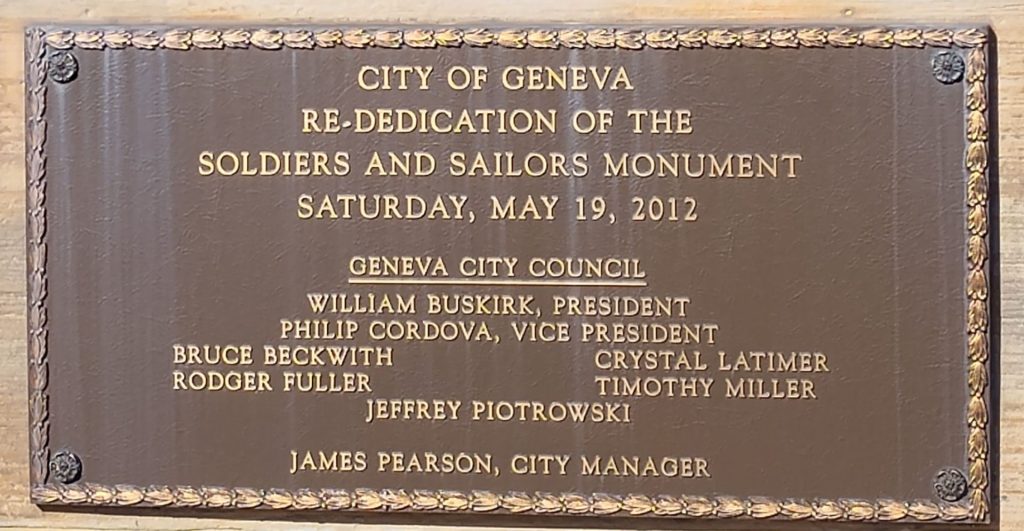 CITY OF GENEVA
RE-DEDICATION OF THE
SOLDIERS AND SAILORS MONUMENT
SATURDAY, MAY 19, 2012
GENEVA CITY COUNCIL
WILLIAM BUSKIRK, PRESIDENT
PHILIP CORDOVA, VICE PRESIDENT
BRUCE BECKWITH CRYSTAL LATIMER
RODGER FULLER TIMOTHY MILLER
JEFFREY PIOTROWSKI
JAMES PEARSON, CITY MANAGER